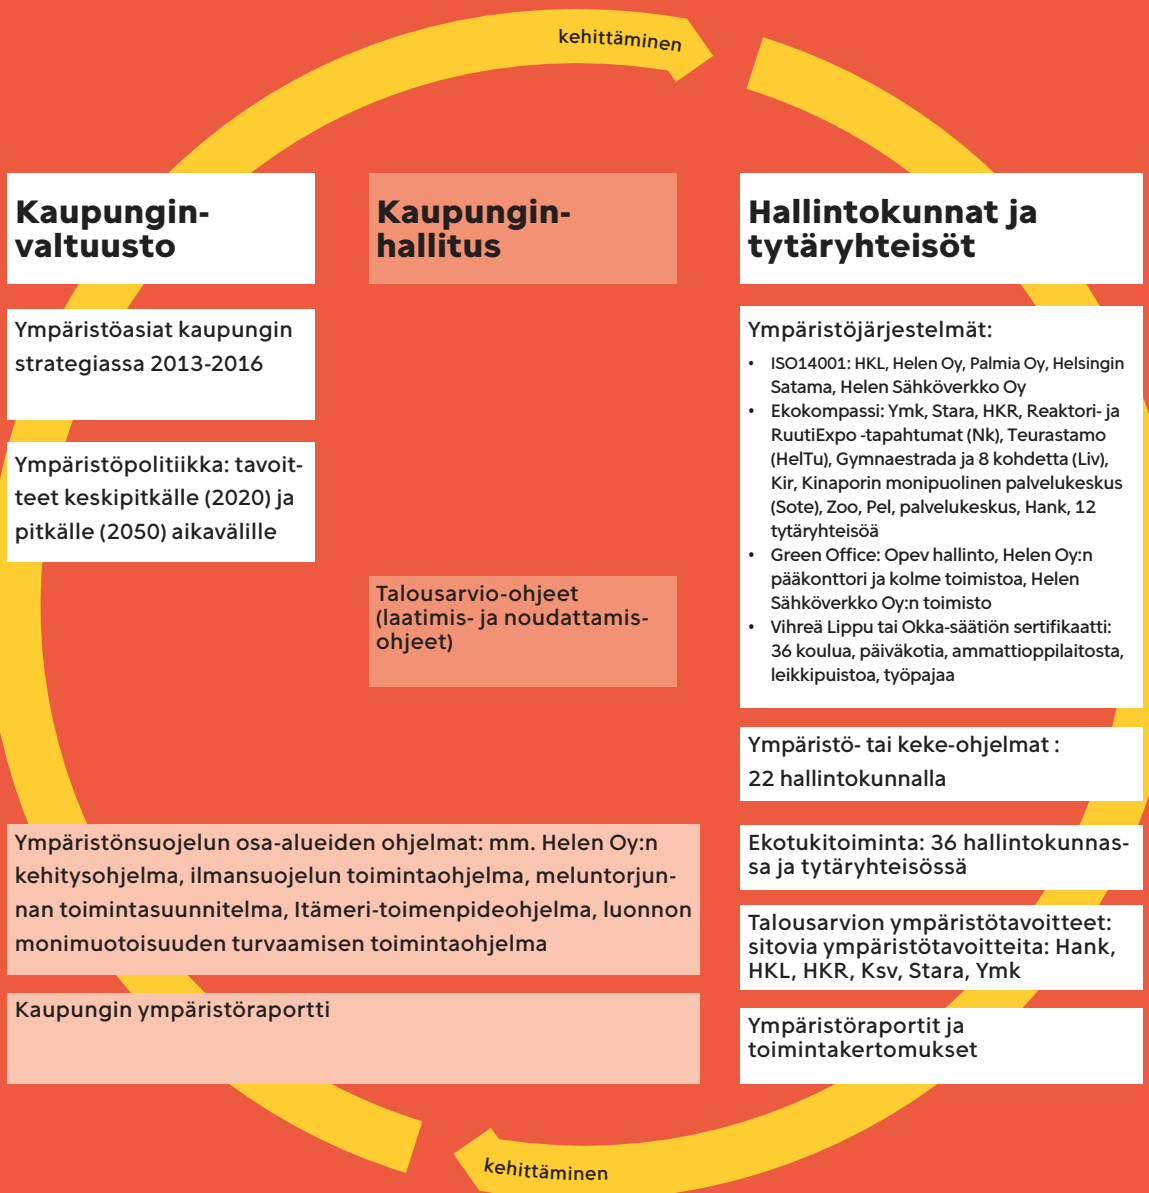 kehittäminen
Kaupungin-
valtuusto
Ympäristöasiat kaupungin
strategiassa 2013-2016
Ympäristöpolitiikka: tavoit-
teet keskipitkälle (2020) ja
pitkälle (2050) aikavälille
Kaupungin-
hallitus
Talousarvio-ohjeet
(laatimis- ja noudattamis-
ohjeet)
Ympäristönsuojelun osa-alueiden ohjelmat: mm. Helen Oy:n
kehitysohjelma, ilmansuojelun toimintaohjelma, meluntorjun-
nan toimintasuunnitelma, Itämeri-toimenpideohjelma, luonnon
monimuotoisuuden turvaamisen toimintaohjelma
Kaupungin ympäristöraportti
Hallintokunnat ja
tytäryhteisöt
Ympäristöjärjestelmät:
• ISO14001: HKL, Helen Oy, Palmia Oy, Helsingin
Satama, Helen Sähköverkko Oy
• Ekokompassi: Ymk, Stara, HKR, Reaktori- ja
RuutiExpo -tapahtumat (Nk), Teurastamo
(HelTu), Gymnaestrada ja 8 kohdetta (Liv),
Kir, Kinaporin monipuolinen palvelukeskus
(Sote), Zoo, Pel, palvelukeskus, Hank, 12
tytäryhteisöä
• Green Office: Opev hallinto, Helen Oy:n
pääkonttori ja kolme toimistoa, Helen
Sähköverkko Oy:n toimisto
• Vihreä Lippu tai Okka-säätiön sertifikaatti:
36 koulua, päiväkotia, ammattioppilaitosta,
leikkipuistoa, työpajaa
Ympäristö- tai keke-ohjelmat :
22 hallintokunnalla
Ekotukitoiminta: 36 hallintokunnas-
sa ja tytäryhteisössä
Talousarvion ympäristötavoitteet:
sitovia ympäristötavoitteita: Hank,
HKL, HKR, Ksv, Stara, Ymk
Ympäristöraportit ja
toimintakertomukset
kehittäminen